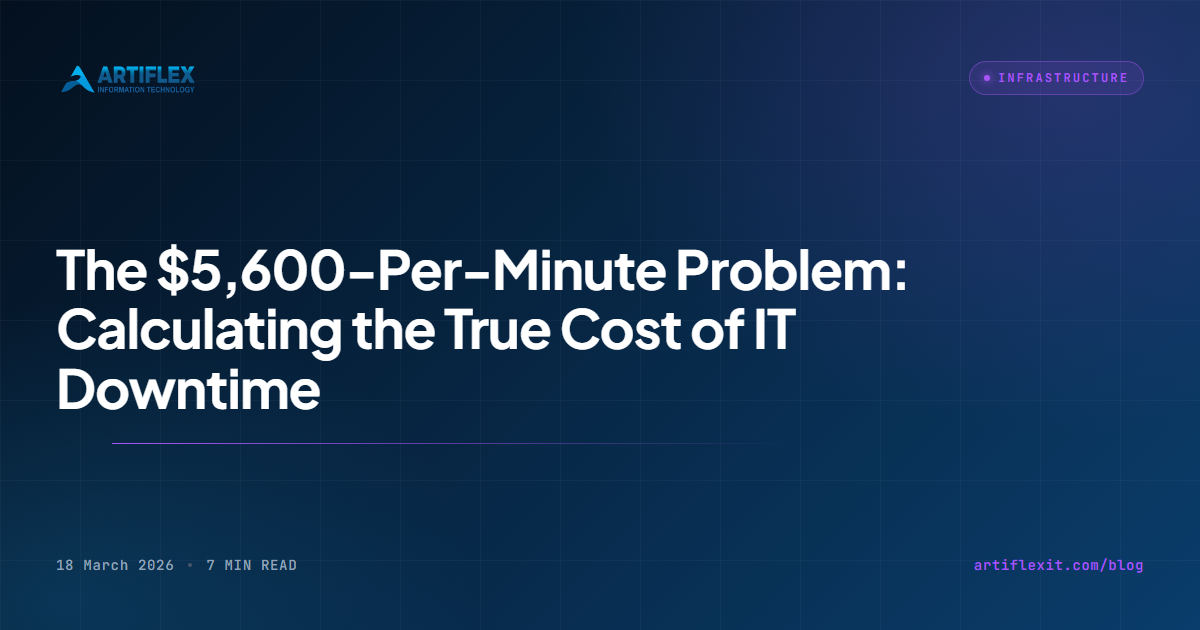 ARTIFLEX
INFORMATION TECHNOLOGY
INFRASTRUCTURE
The $5,600-Per-Minute Problem:
Calculating the True Cost of IT
Downtime
18 March 2026 • 7 MIN READ
artiflexit.com/blog